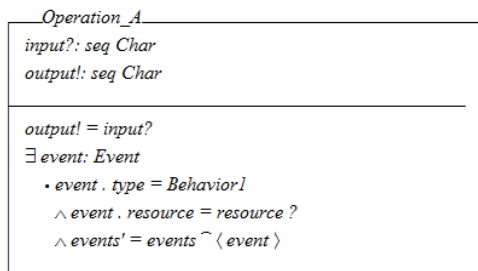 Operation_A
input?: seq Char
output!: seq Char
output! = input?
∃ event: Event
• event . type = Behavior1
∧ event . resource = resource ?
∧ events' = events ⌢ ⟨ event ⟩